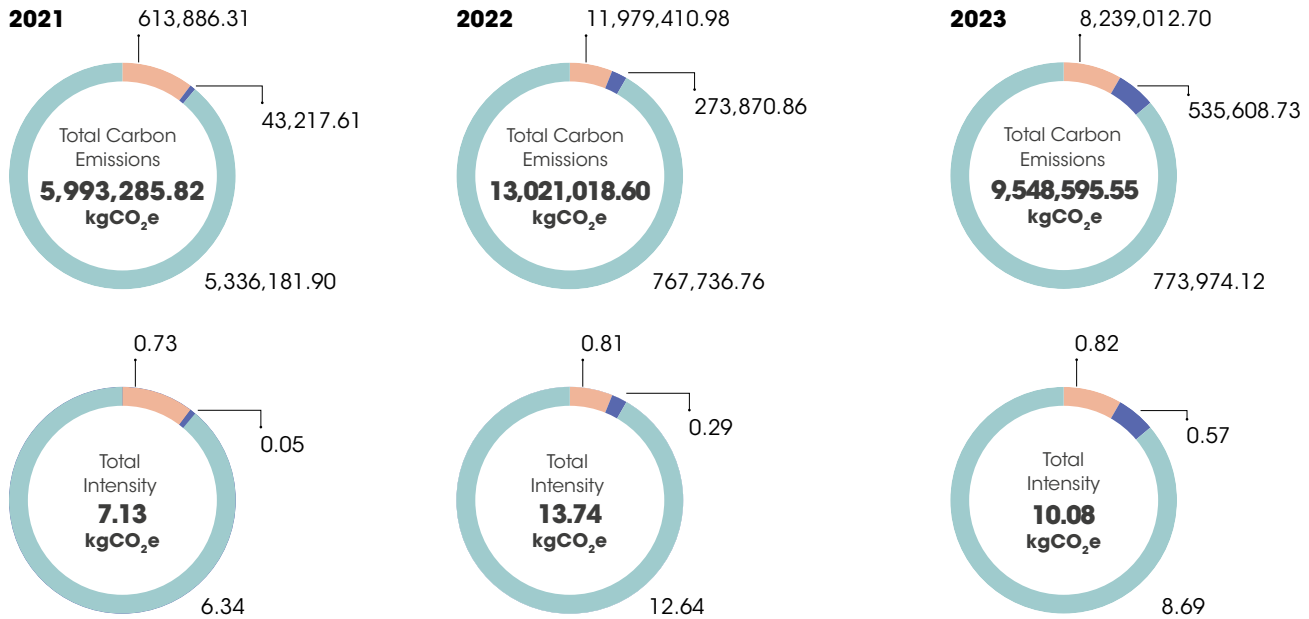 2021
613,886.31
43,217.61
Total Carbon
Emissions
5,993,285.82
kgCO₂e
5,336,181.90
2022
11,979,410.98
273,870.86
Total Carbon
Emissions
13,021,018.60
kgCO₂e
767,736.76
2023
8,239,012.70
535,608.73
Total Carbon
Emissions
9,548,595.55
kgCO₂e
773,974.12
0.73
0.05
Total
Intensity
7.13
kgCO₂e
6.34
0.81
0.29
Total
Intensity
13.74
kgCO₂e
12.64
0.82
0.57
Total
Intensity
10.08
kgCO₂e
8.69